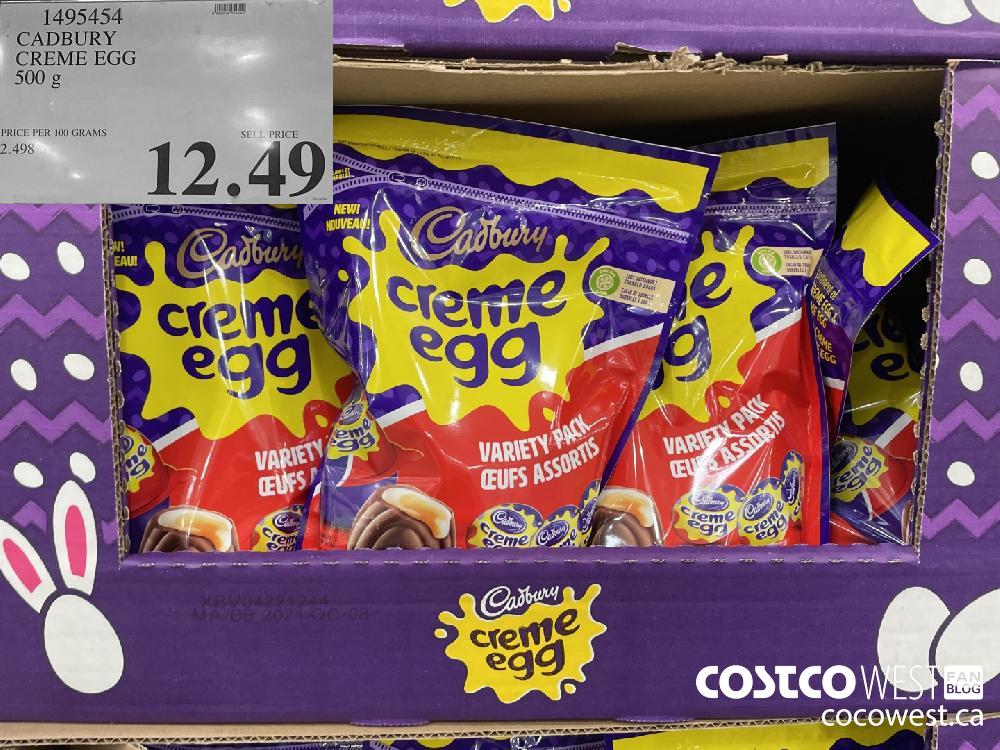 1495454
CADBURY
CREME EGG
500 g
PRICE PER 100 GRAMS
2.498
SELL PRICE
12.49
NEW!
NOUVEAU!
Cadbury
creme
egg
VARIETY PACK
ŒUFS ASSORTIS
Cadbury
creme
egg
VARIETY
ŒUFS
VARIETY PACK
ŒUFS ASSORTIS
Cadbury
creme
egg
XBV04221244
MA/BB 2021 OC 08
Cadbury
creme
egg
COSTCO WEST FAN BLOG
cocowest.ca